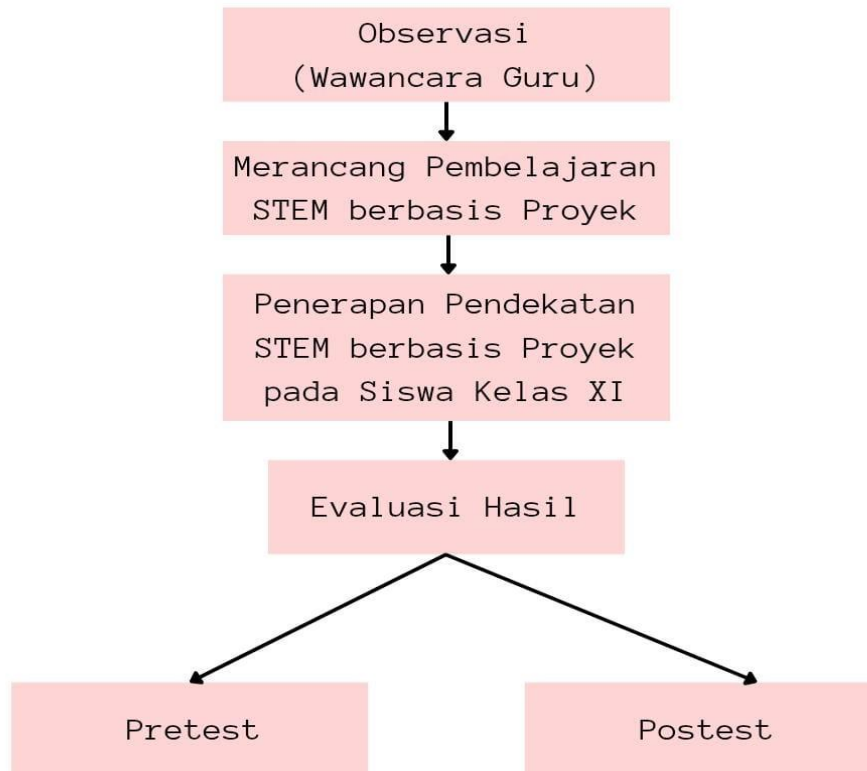 Observasi
(Wawancara Guru)
Merancang Pembelajaran
STEM berbasis Proyek
Penerapan Pendekatan
STEM berbasis Proyek
pada Siswa Kelas XI
Evaluasi Hasil
Pretest
Postest